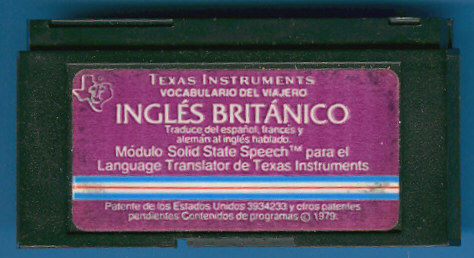 TEXAS INSTRUMENTS
VOCABULARIO DEL VIAJERO
INGLÉS BRITÁNICO
Traduce del español, francés y
alemán al inglés hablado.
Módulo Solid State Speech™ para el
Language Translator de Texas Instruments
Patente de los Estados Unidos 3934233 y otros patentes
pendientes Contenidos de programas © 1979.